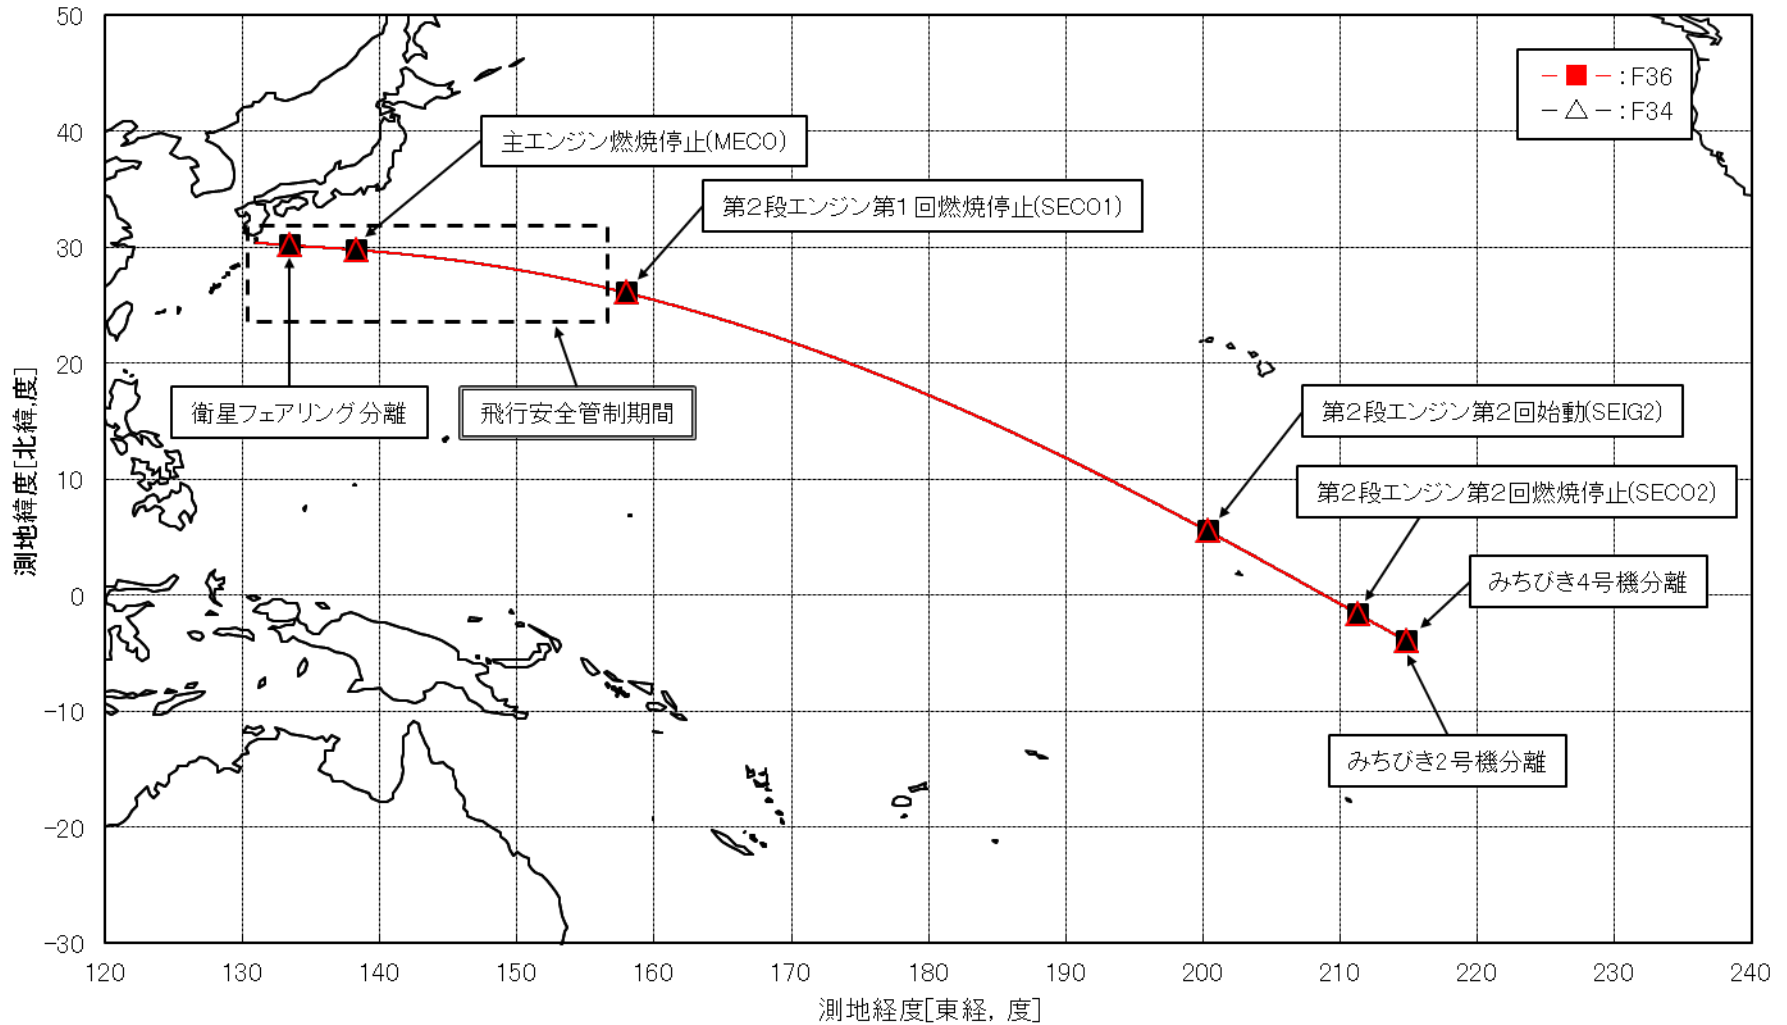 50
40
30
20
10
0
-10
-20
-30
測地緯度[北緯,度]
120
130
140
150
160
170
180
190
200
210
220
230
240
測地経度[東経, 度]
: F36
: F34
主エンジン燃焼停止(MECO)
第2段エンジン第1回燃焼停止(SECO1)
衛星フェアリング分離
飛行安全管制期間
第2段エンジン第2回始動(SEIG2)
第2段エンジン第2回燃焼停止(SECO2)
みちびき4号機分離
みちびき2号機分離